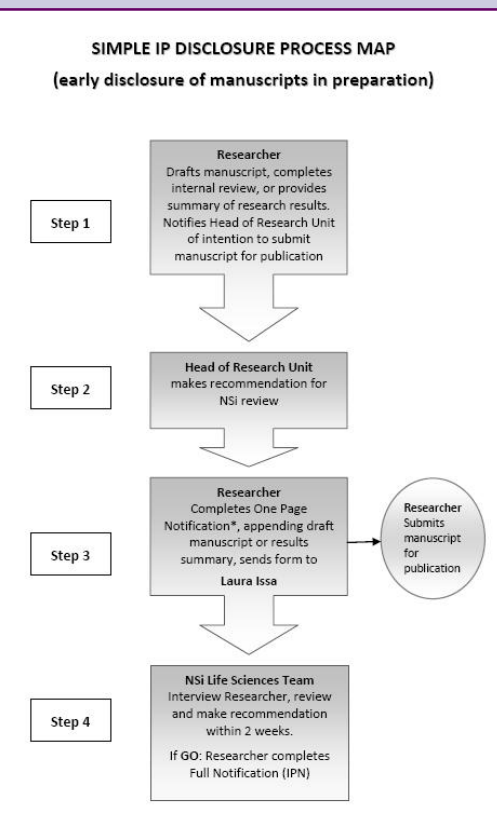 SIMPLE IP DISCLOSURE PROCESS MAP
(early disclosure of manuscripts in preparation)
Step 1
Researcher
Drafts manuscript, completes
internal review, or provides
summary of research results.
Notifies Head of Research Unit
of intention to submit
manuscript for publication
Step 2
Head of Research Unit
makes recommendation for
NSi review
Step 3
Researcher
Completes One Page
Notification*, appending draft
manuscript or results
summary, sends form to
Laura Issa
Researcher
Submits
manuscript
for
publication
Step 4
NSi Life Sciences Team
Interview Researcher, review
and make recommendation
within 2 weeks.
If GO: Researcher completes
Full Notification (IPN)